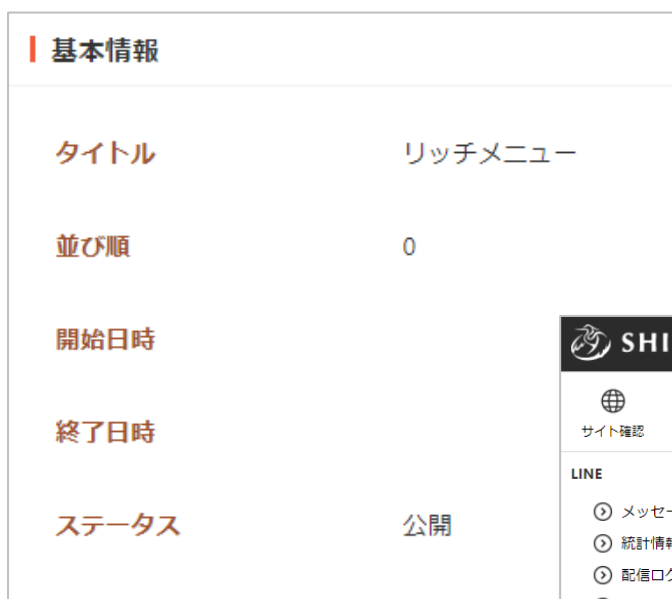 基本情報
タイトル
リッチメニュー
並び順
0
開始日時
終了日時
ステータス
公開
SHI
サイト確認
LINE
メッセー
統計情
配信ロ